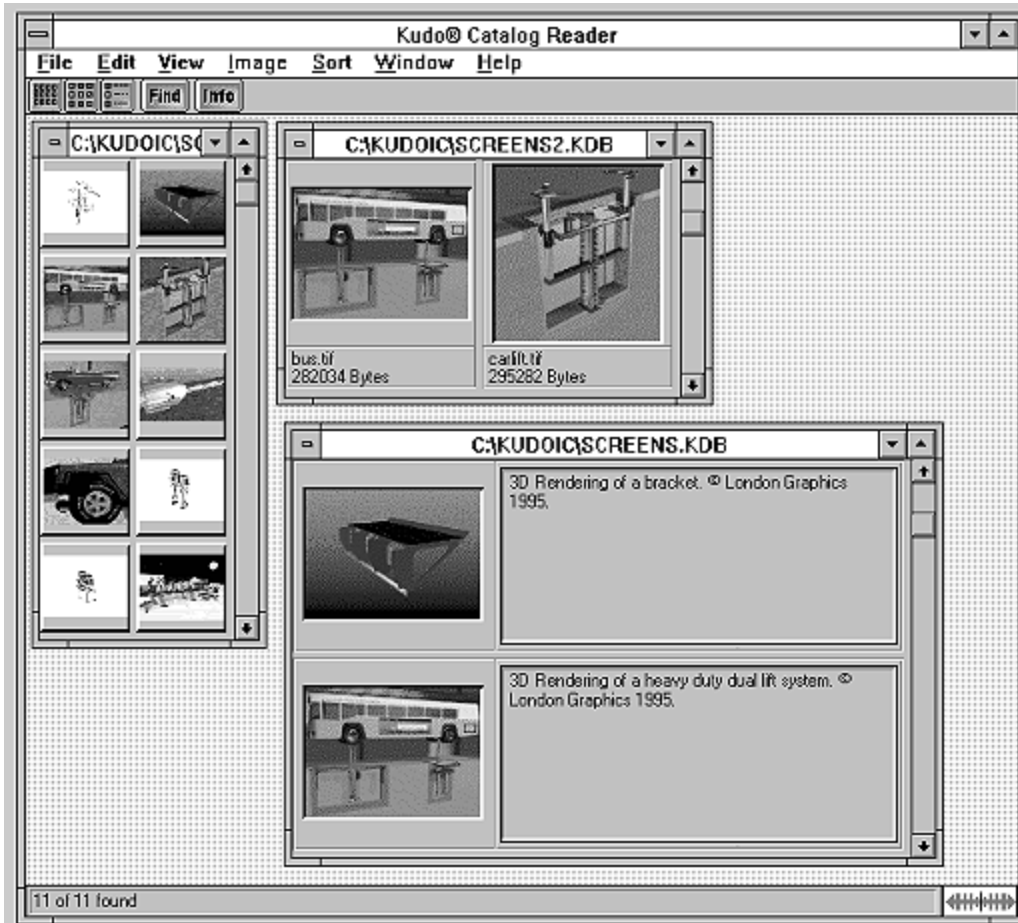 Kudo® Catalog Reader
File Edit View Image Sort Window Help
Find Info
C:\KUDOIC\SC
C:\KUDOIC\SCREENS2.KDB
bus.tif
282034 Bytes
carlift.tif
295282 Bytes
C:\KUDOIC\SCREENS.KDB
3D Rendering of a bracket. © London Graphics
1995.
3D Rendering of a heavy duty dual lift system. ©
London Graphics 1995.
11 of 11 found